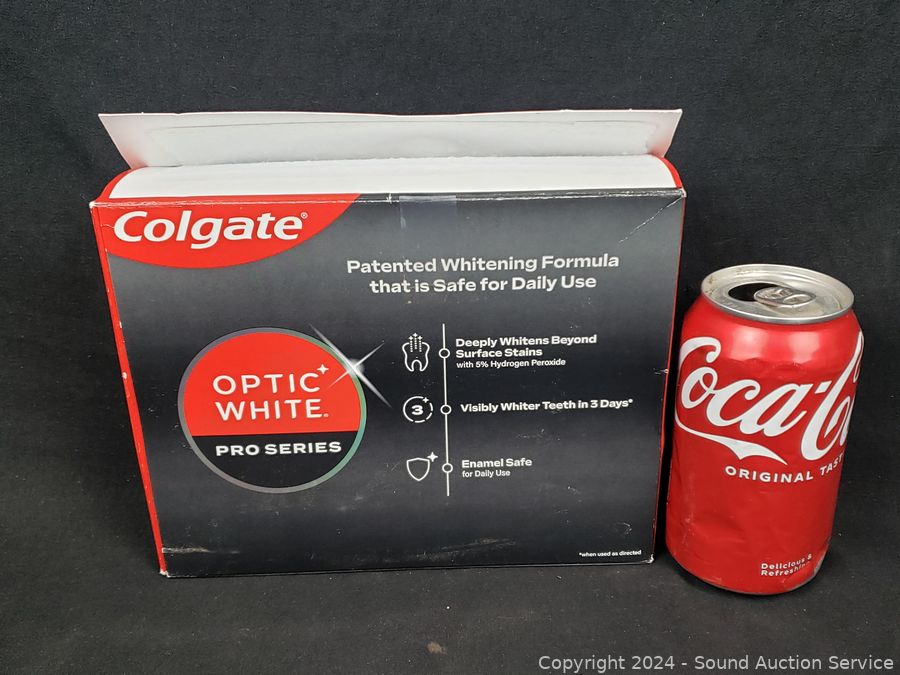 Colgate®
Patented Whitening Formula
that is Safe for Daily Use
OPTIC
WHITE®
PRO SERIES
Deeply Whitens Beyond
Surface Stains
with 5% Hydrogen Peroxide
3
Visibly Whiter Teeth in 3 Days*
Enamel Safe
for Daily Use
*when used as directed
Coca-Co
ORIGINAL TAST
Delicious &
Refreshing
Copyright 2024 - Sound Auction Service